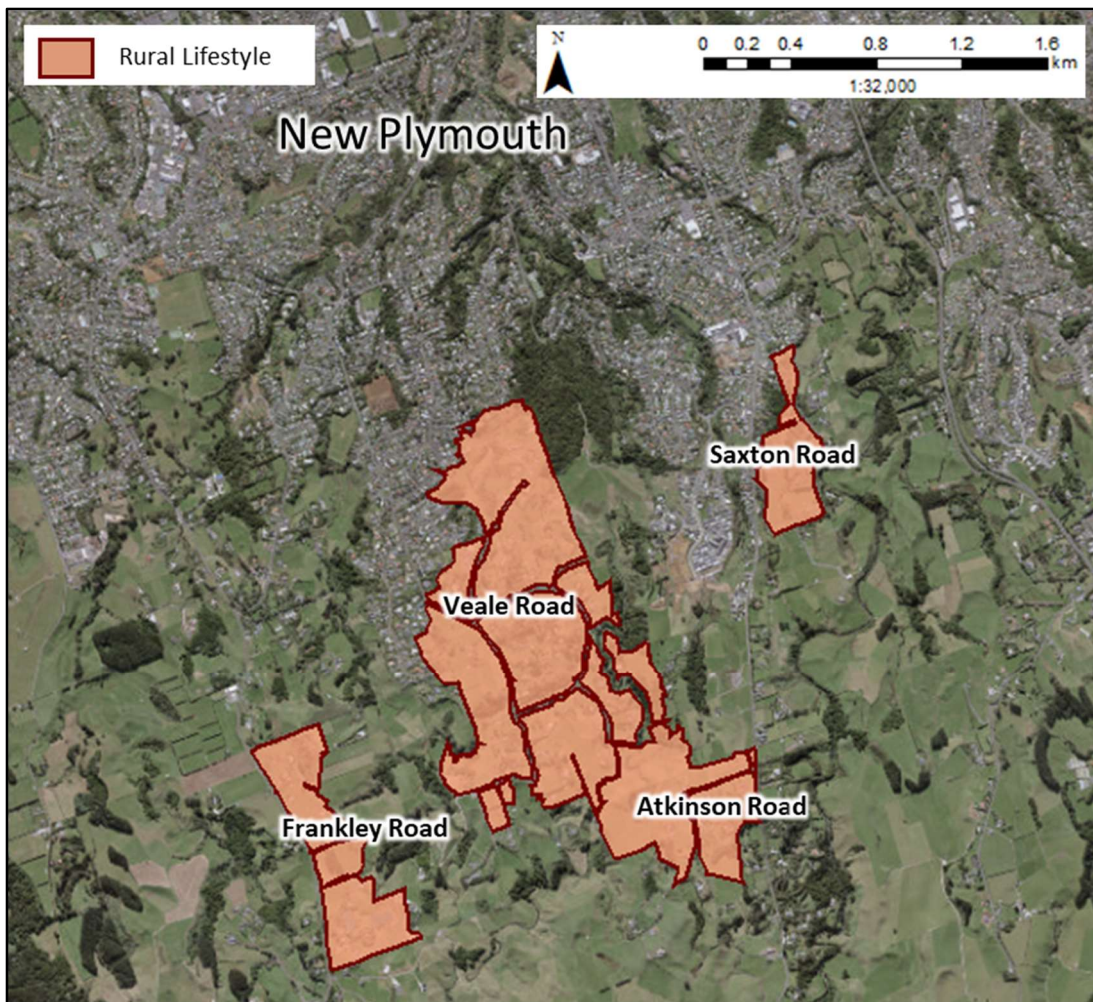 Rural Lifestyle
N
0 0.2 0.4 0.8 1.2 1.6
km
1:32,000
New Plymouth
Saxton Road
Veale Road
Atkinson Road
Frankley Road